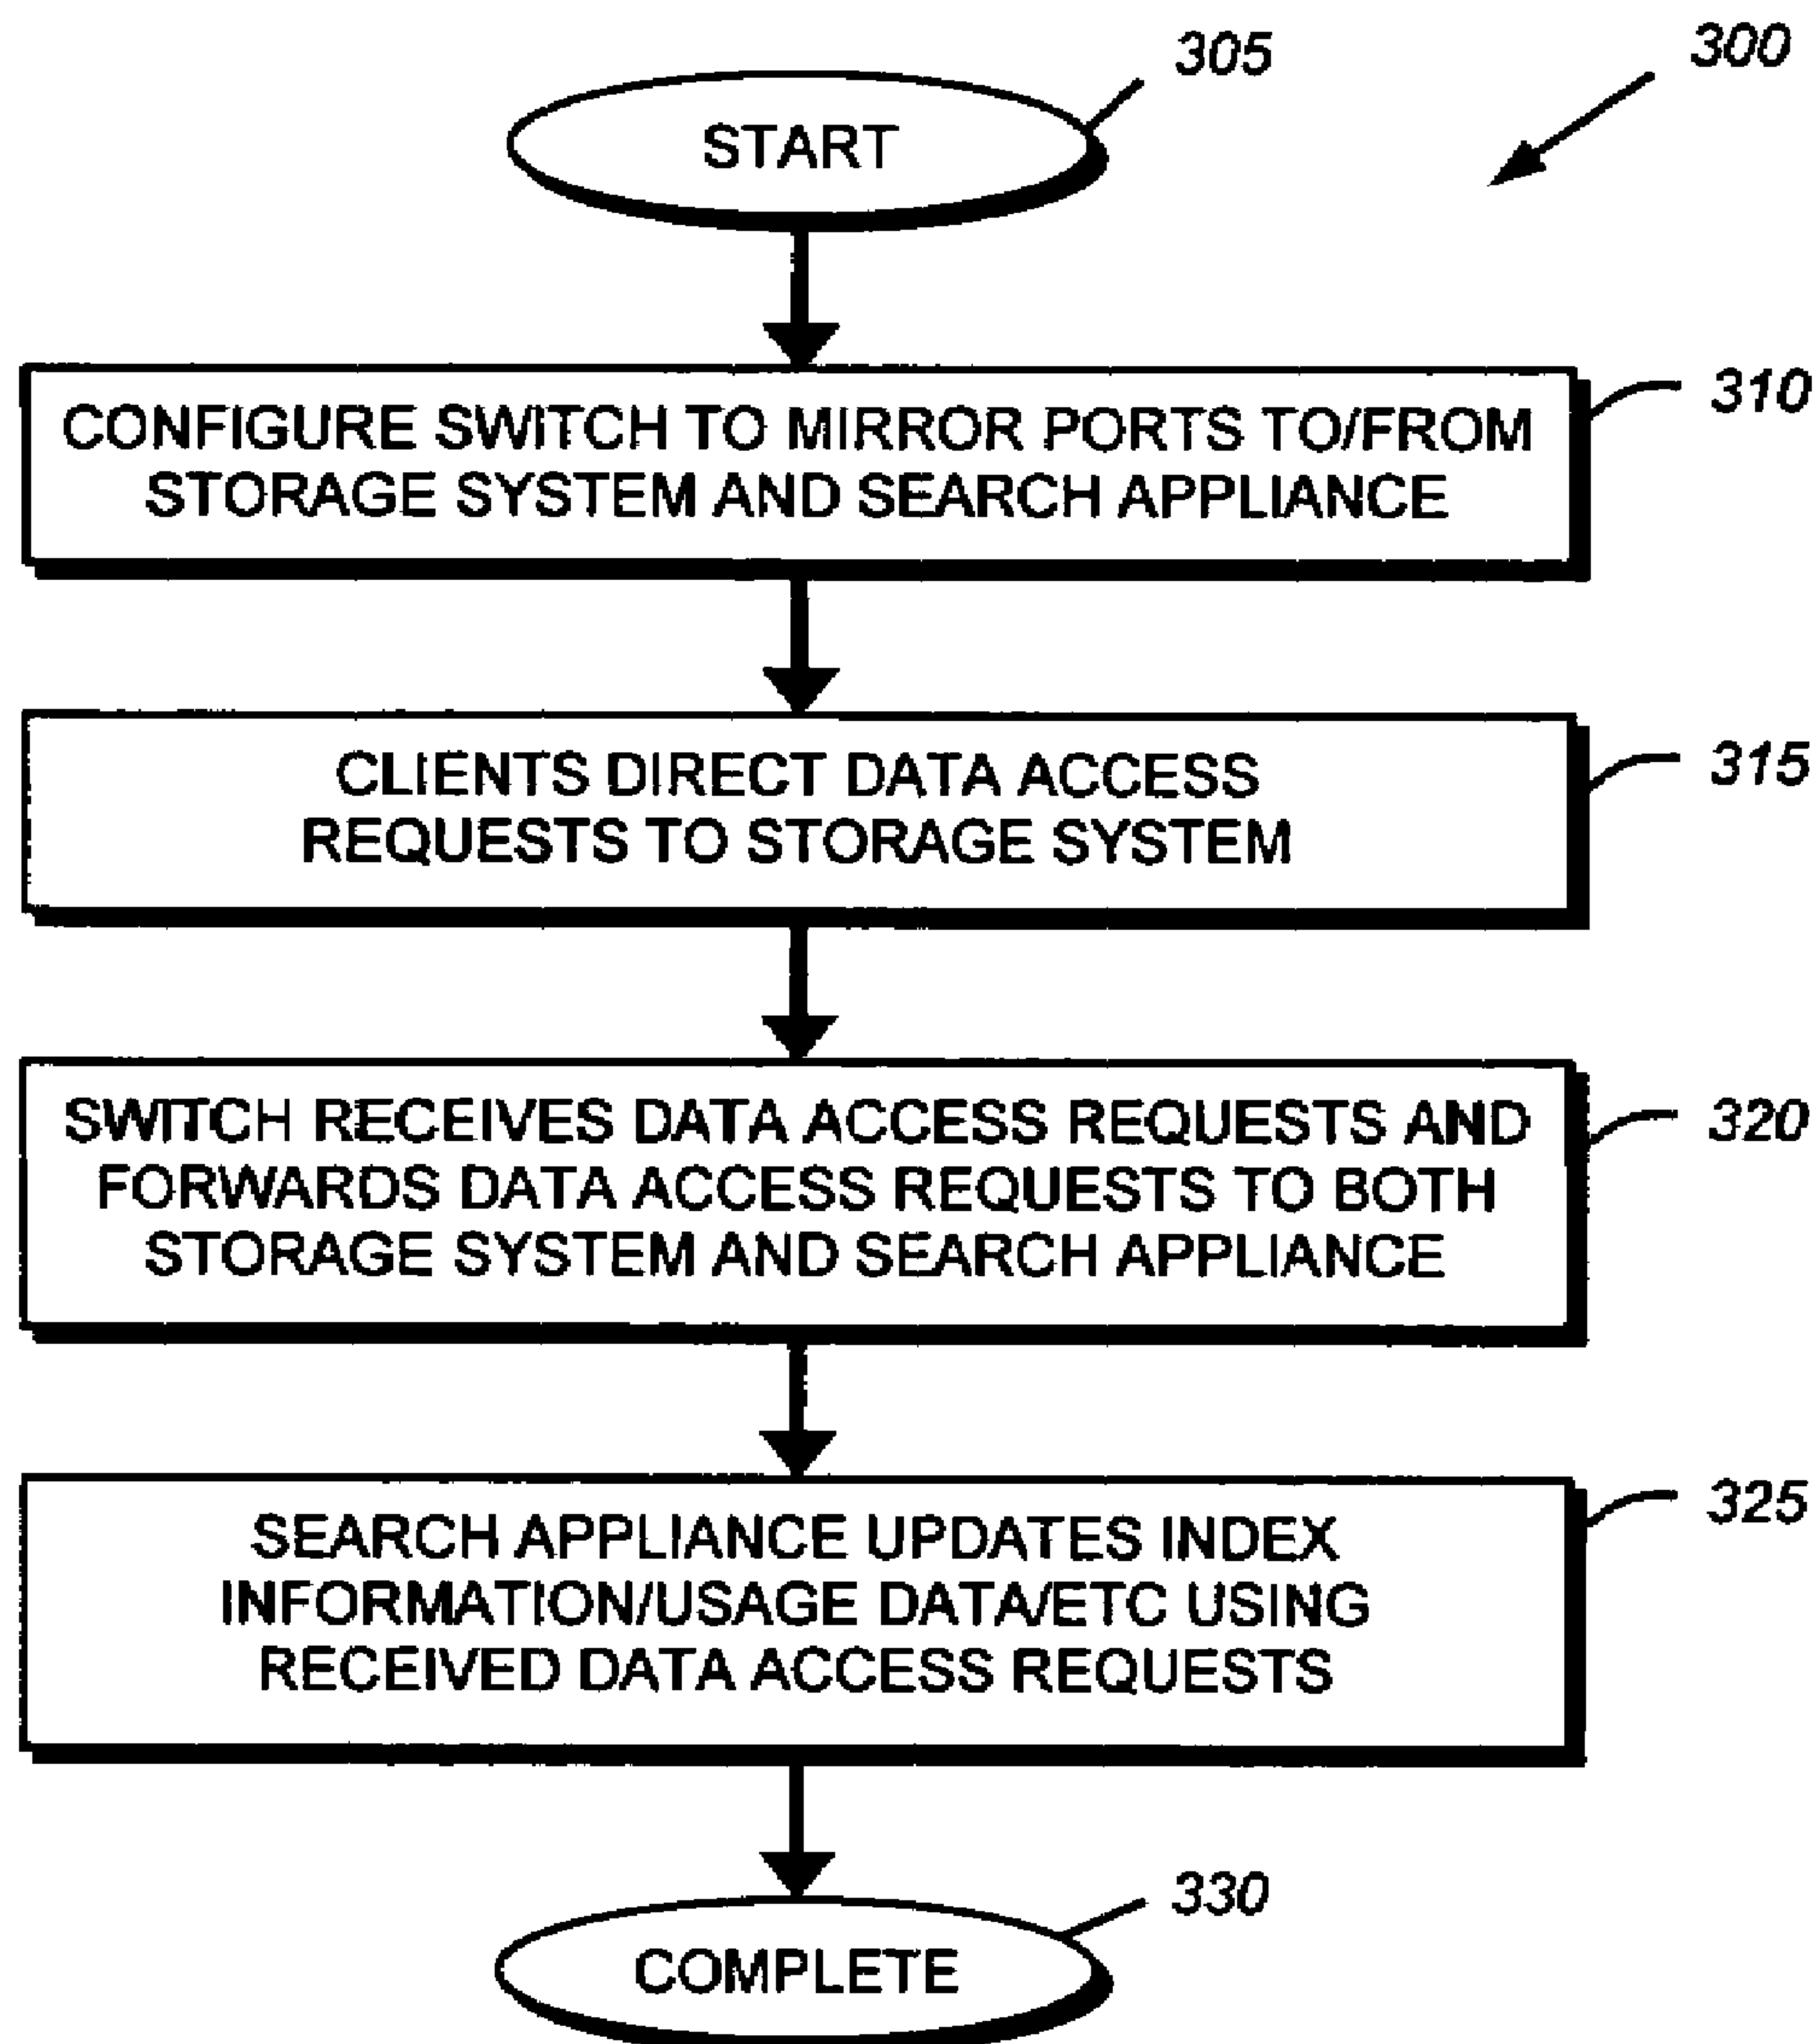 305
300
START
310
CONFIGURE SWITCH TO MIRROR PORTS TO/FROM
STORAGE SYSTEM AND SEARCH APPLIANCE
315
CLIENTS DIRECT DATA ACCESS
REQUESTS TO STORAGE SYSTEM
320
SWITCH RECEIVES DATA ACCESS REQUESTS AND
FORWARDS DATA ACCESS REQUESTS TO BOTH
STORAGE SYSTEM AND SEARCH APPLIANCE
325
SEARCH APPLIANCE UPDATES INDEX
INFORMATION/USAGE DATA/ETC USING
RECEIVED DATA ACCESS REQUESTS
330
COMPLETE